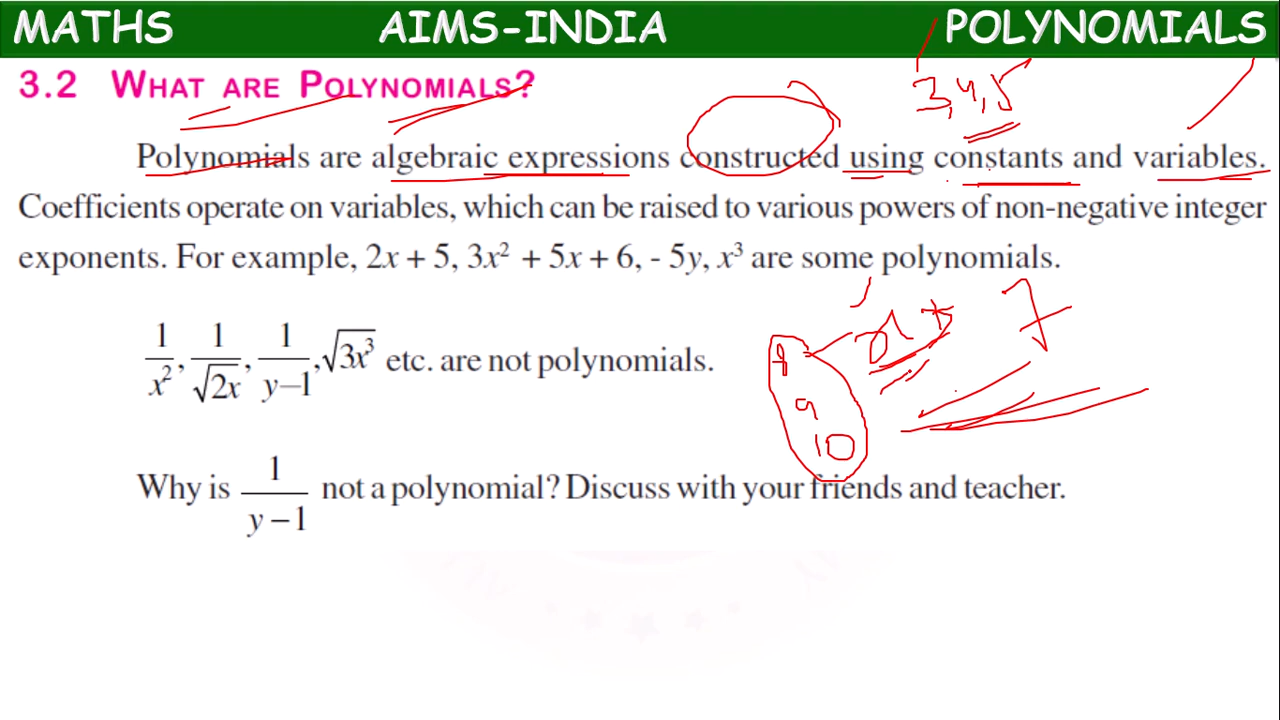 MATHS AIMS-INDIA POLYNOMIALS
3.2 WHAT ARE POLYNOMIALS?
3,4,5
Polynomials are algebraic expressions constructed using constants and variables.
Coefficients operate on variables, which can be raised to various powers of non-negative integer
exponents. For example, 2x + 5, 3x² + 5x + 6, - 5y, x³ are some polynomials.
1/x², 1/√2x, 1/y–1, √3x³ etc. are not polynomials.
9
10
Why is 1/y–1 not a polynomial? Discuss with your friends and teacher.